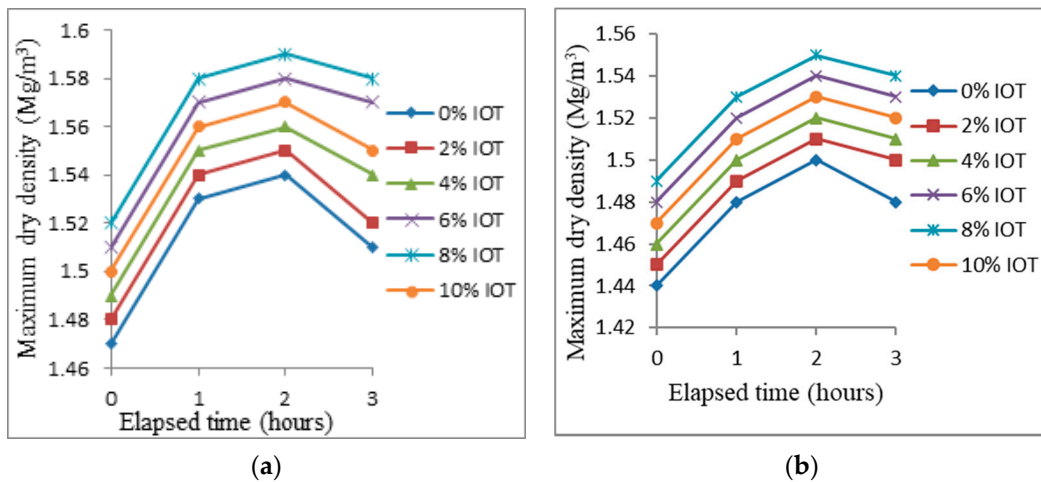 Maximum dry density (Mg/m³)
1.6
1.58
1.56
1.54
1.52
1.5
1.48
1.46
0 1 2 3
Elapsed time (hours)
0% IOT
2% IOT
4% IOT
6% IOT
8% IOT
10% IOT
(a)
Maximum dry density (Mg/m³)
1.56
1.54
1.52
1.5
1.48
1.46
1.44
1.42
0 1 2 3
Elapsed time (hours)
0% IOT
2% IOT
4% IOT
6% IOT
8% IOT
10% IOT
(b)